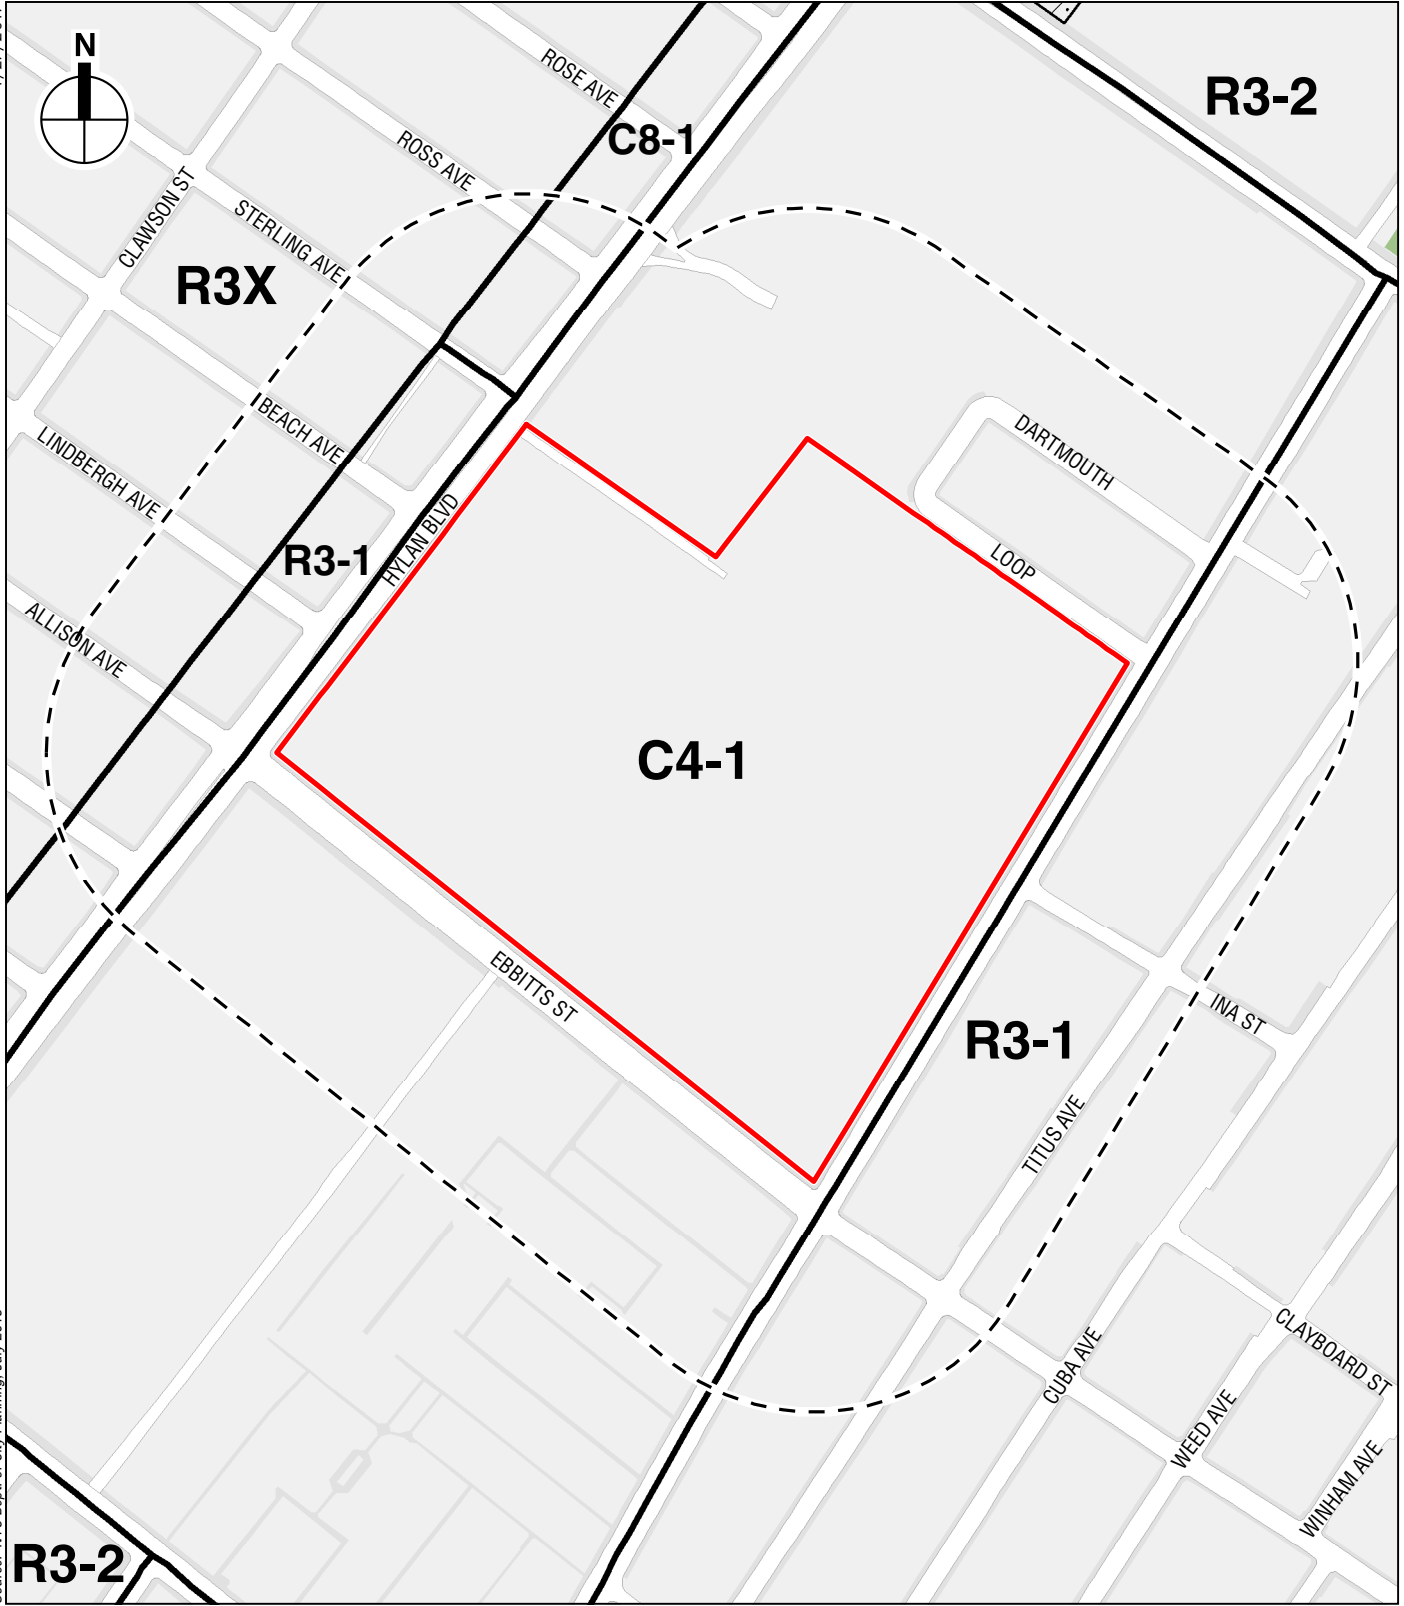 N
R3-2
ROSE AVE
C8-1
ROSS AVE
CLAWSON ST
STERLING AVE
R3X
BEACH AVE
LINDBERGH AVE
HYLAN BLVD
DARTMOUTH
LOOP
R3-1
ALLISON AVE
C4-1
EBBITTS ST
INA ST
R3-1
TITUS AVE
CLAYBOARD ST
CUBA AVE
WEED AVE
WINHAM AVE
R3-2